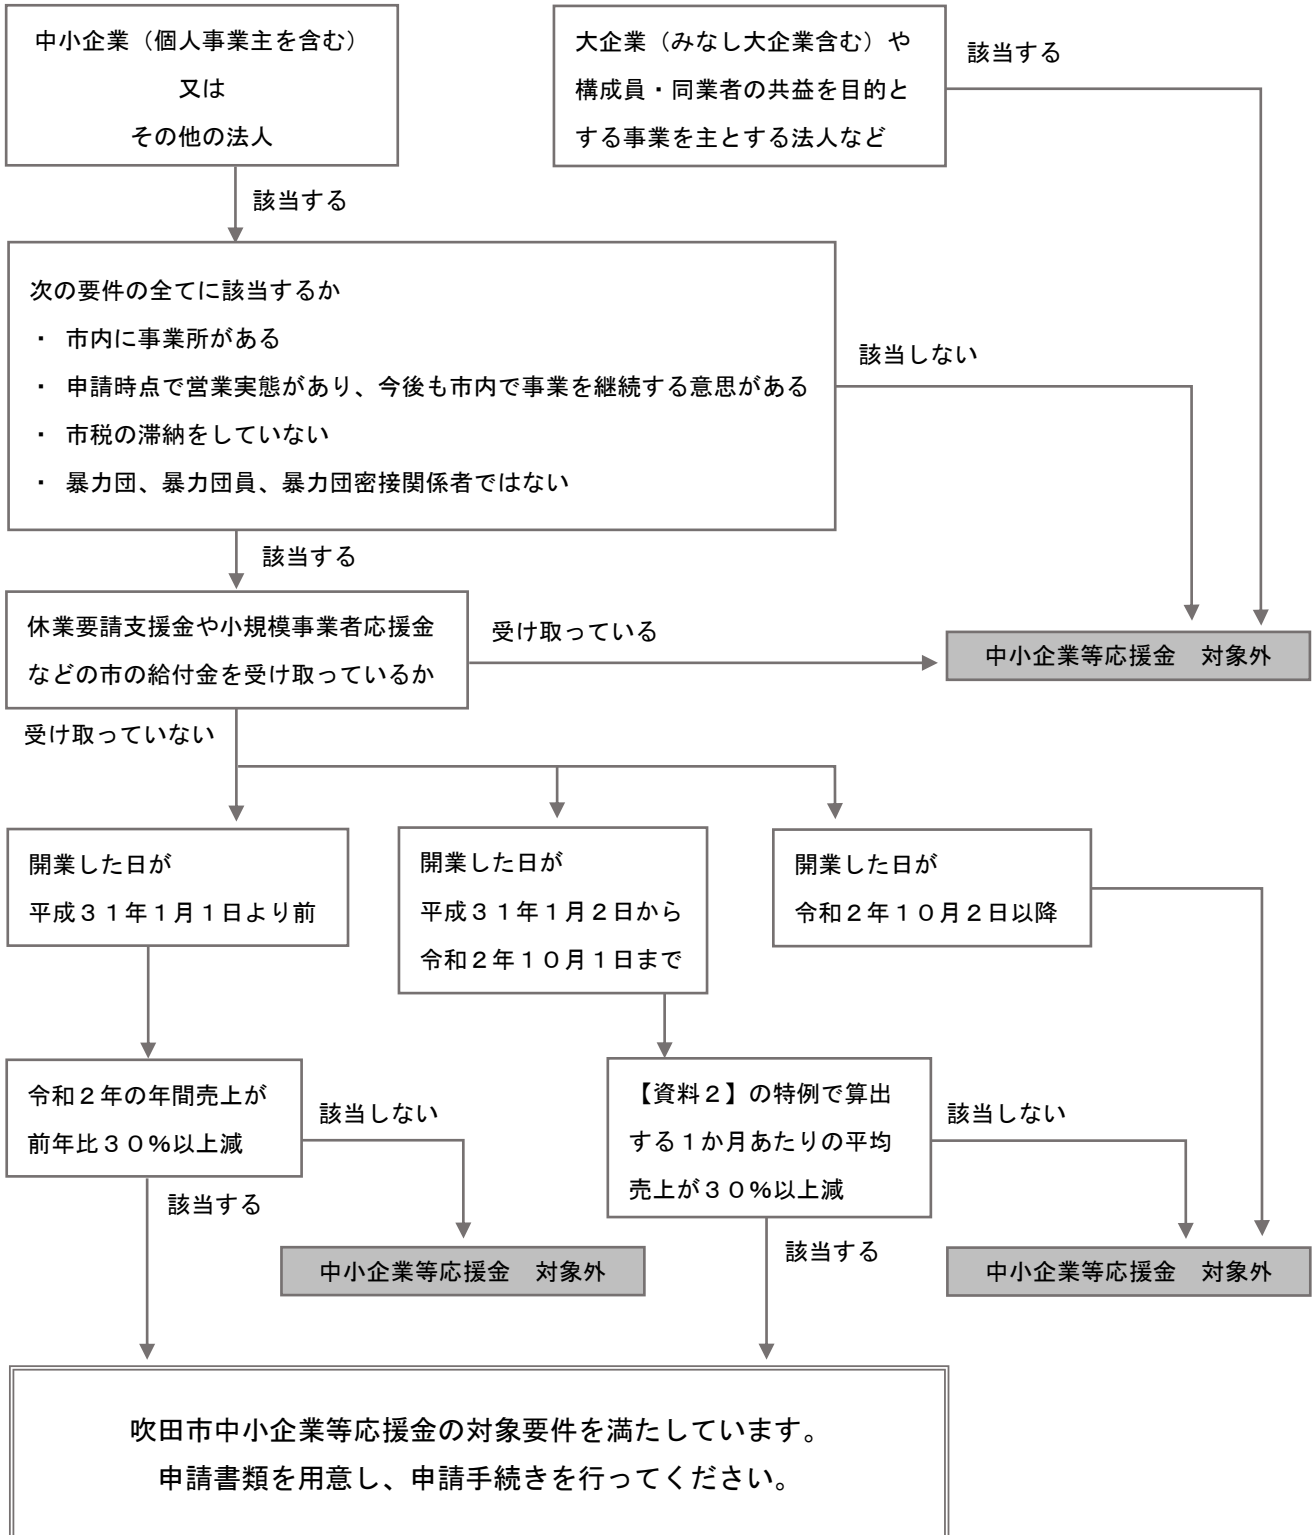 中小企業(個人事業主を含む)
又は
その他の法人
大企業(みなし大企業含む)や
構成員・同業者の共益を目的と
する事業を主とする法人など
該当する
該当する
次の要件の全てに該当するか
・ 市内に事業所がある
・ 申請時点で営業実態があり、今後も市内で事業を継続する意思がある
・ 市税の滞納をしていない
・ 暴力団、暴力団員、暴力団密接関係者ではない
該当しない
該当する
休業要請支援金や小規模事業者応援金
などの市の給付金を受け取っているか
受け取っている
中小企業等応援金 対象外
受け取っていない
開業した日が
平成31年1月1日より前
開業した日が
平成31年1月2日から
令和2年10月1日まで
開業した日が
令和2年10月2日以降
令和2年の年間売上が
前年比30%以上減
該当しない
該当する
【資料2】の特例で算出
する1か月あたりの平均
売上が30%以上減
該当しない
該当する
中小企業等応援金 対象外
中小企業等応援金 対象外
吹田市中小企業等応援金の対象要件を満たしています。
申請書類を用意し、申請手続きを行ってください。